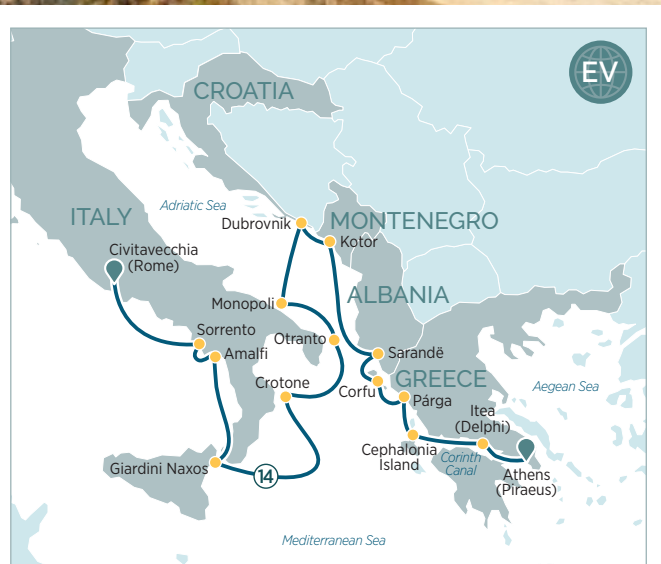 EV
CROATIA
Adriatic Sea
ITALY
Dubrovnik
MONTENEGRO
Kotor
Civitavecchia
(Rome)
Monopoli
ALBANIA
Sorrento
Amalfi
Otranto
Sarandë
Crotone
Corfu
GREECE
Párga
Aegean Sea
Itea
(Delphi)
Cephalonia
Island
Corinth
Canal
Giardini Naxos
14
Athens
(Piraeus)
Mediterranean Sea